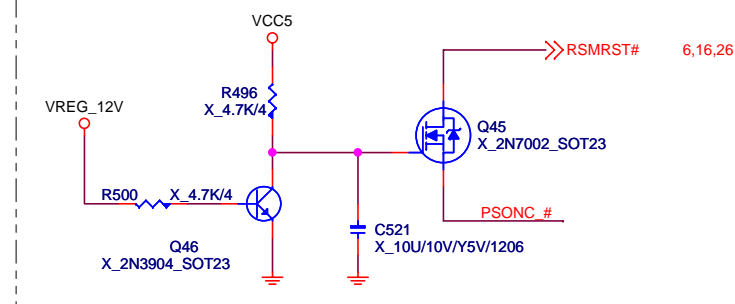 VCC5
RSMRST# 6,16,26
R496
X_4.7K/4
VREG_12V
Q45
X_2N7002_SOT23
R500 X_4.7K/4
PSONC_#
C521
X_10U/10V/Y5V/1206
Q46
X_2N3904_SOT23